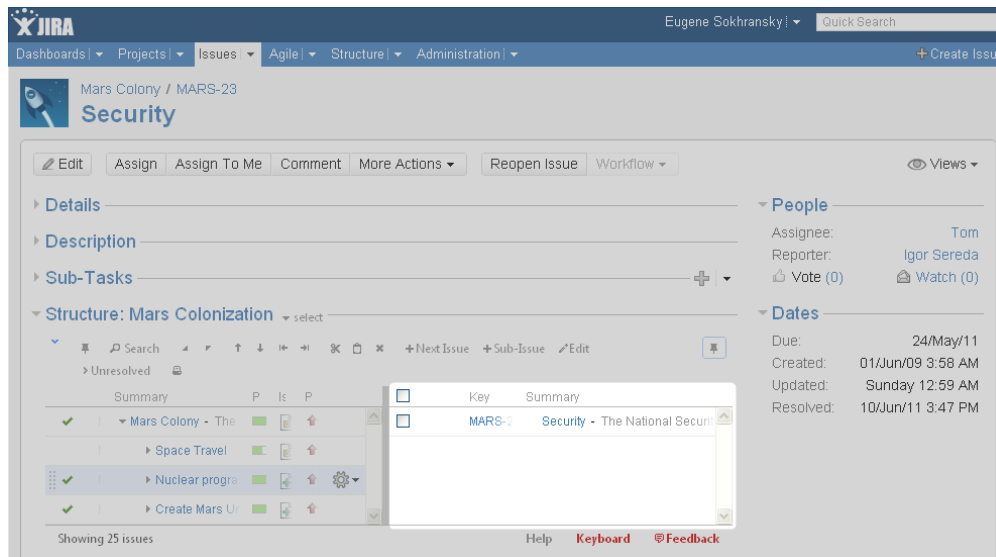 JIRA
Eugene Sokhransky
Quick Search
Dashboards Projects Issues Agile Structure Administration
Create Issu
Mars Colony / MARS-23
Security
Edit Assign Assign To Me Comment More Actions Reopen Issue Workflow Views
Details
Description
Sub-Tasks
Structure: Mars Colonization select
Search +Next Issue +Sub-Issue Edit
Unresolved
Summary P Is P
Mars Colony - The
Space Travel
Nuclear progra
Create Mars Ur
Showing 25 issues
Key Summary
MARS-2 Security - The National Securit
Help Keyboard Feedback
People
Assignee: Tom
Reporter: Igor Sereda
Vote (0) Watch (0)
Dates
Due: 24/May/11
Created: 01/Jun/09 3:58 AM
Updated: Sunday 12:59 AM
Resolved: 10/Jun/11 3:47 PM